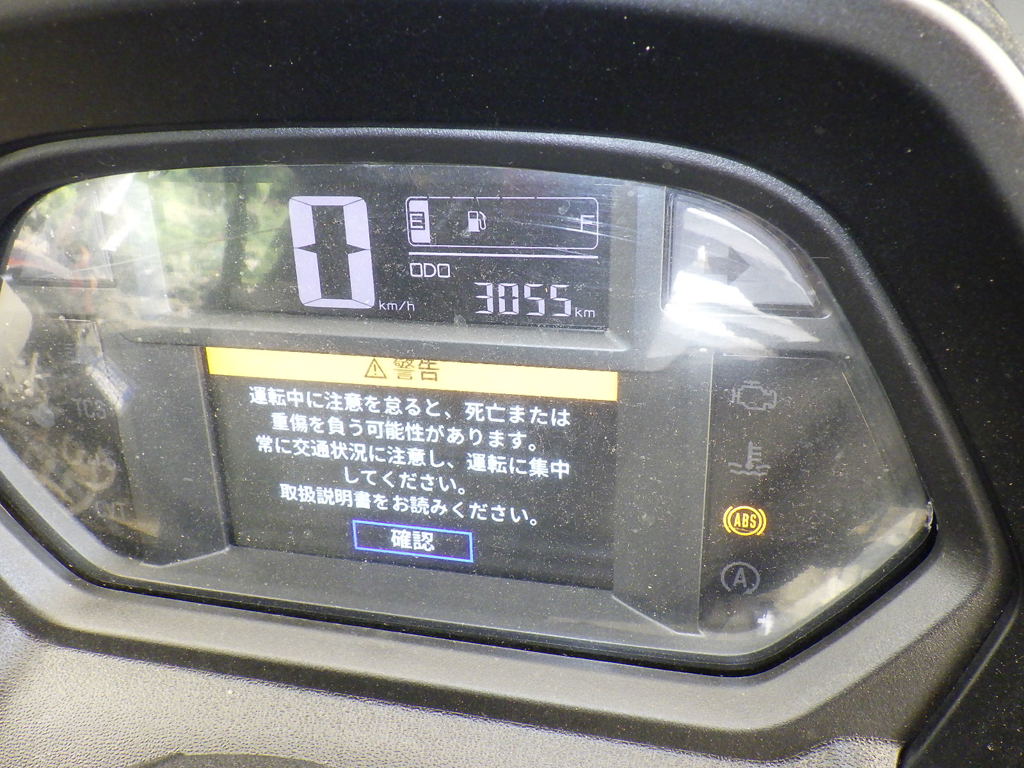 0 km/h
E F
ODO
3055 km
TCS
⚠警告
運転中に注意を怠ると、死亡または
重傷を負う可能性があります。
常に交通状況に注意し、運転に集中
してください。
取扱説明書をお読みください。
確認
ABS
A